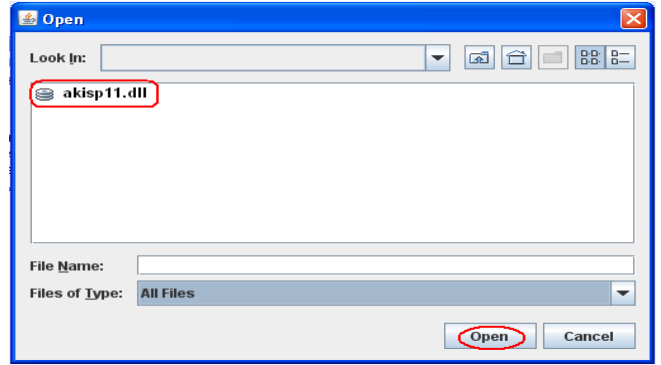 Open
Look In:
akisp11.dll
File Name:
Files of Type: All Files
Open Cancel